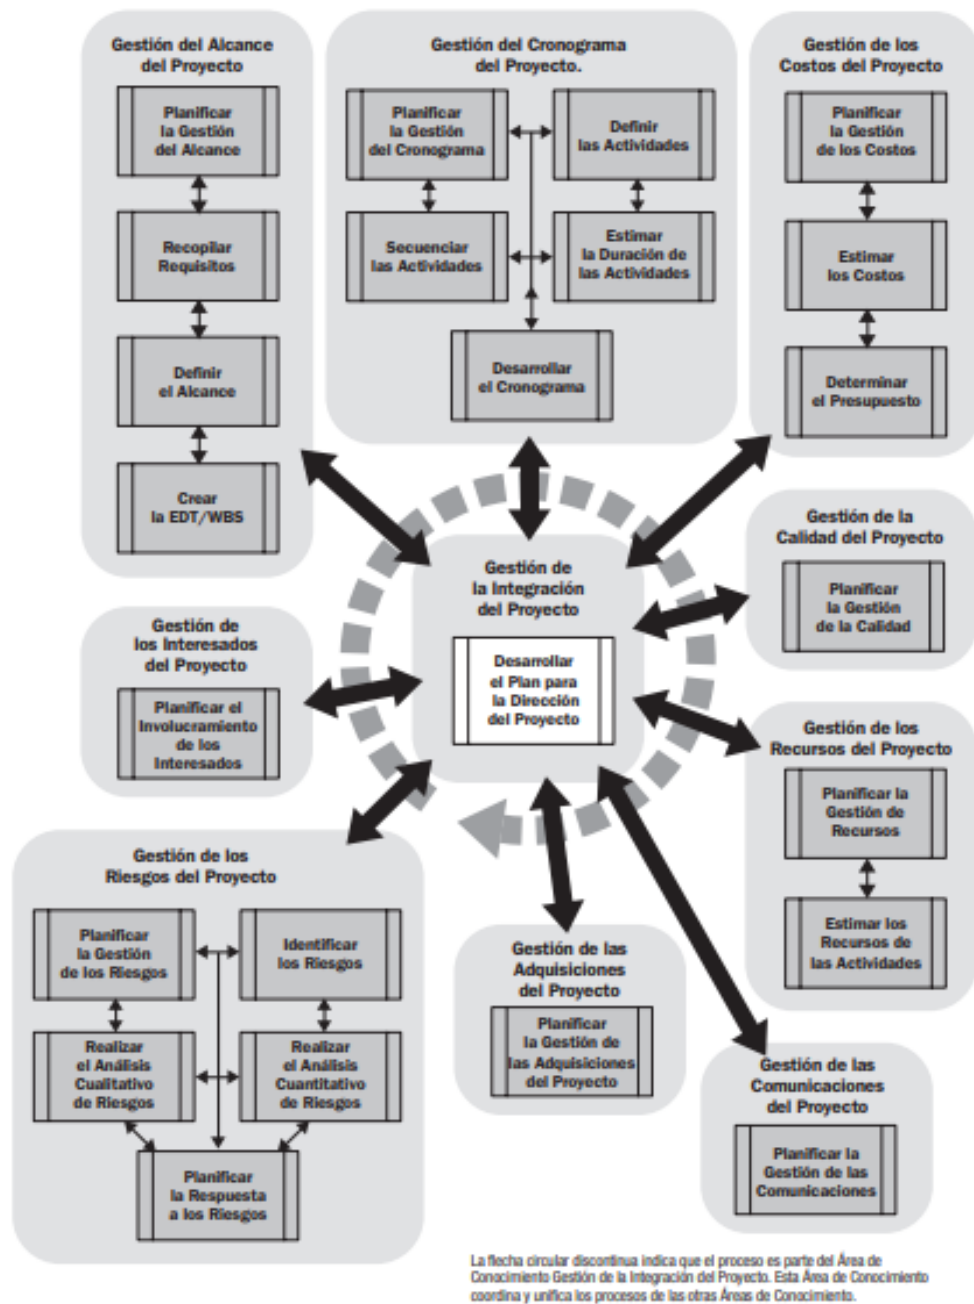 Gestión del Alcance
del Proyecto
Planificar
la Gestión
del Alcance
Recopilar
Requisitos
Definir
el Alcance
Crear
la EDT/WBS
Gestión del Cronograma
del Proyecto.
Planificar
la Gestión
del Cronograma
Definir
las Actividades
Secuenciar
las Actividades
Estimar
la Duración de
las Actividades
Desarrollar
el Cronograma
Gestión de los
Costos del Proyecto
Planificar
la Gestión
de los Costos
Estimar
los Costos
Determinar
el Presupuesto
Gestión de
la Integración
del Proyecto
Desarrollar
el Plan para
la Dirección
del Proyecto
Gestión de la
Calidad del Proyecto
Planificar
la Gestión
de la Calidad
Gestión de
los Interesados
del Proyecto
Planificar el
Involucramiento
de los
Interesados
Gestión de los
Recursos del Proyecto
Planificar la
Gestión de
Recursos
Estimar los
Recursos de
las Actividades
Gestión de los
Riesgos del Proyecto
Planificar
la Gestión
de los Riesgos
Identificar
los Riesgos
Realizar
el Análisis
Cualitativo
de Riesgos
Realizar
el Análisis
Cuantitativo
de Riesgos
Planificar
la Respuesta
a los Riesgos
Gestión de las
Adquisiciones
del Proyecto
Planificar
la Gestión de
las Adquisiciones
del Proyecto
Gestión de las
Comunicaciones
del Proyecto
Planificar la
Gestión de las
Comunicaciones
La flecha circular discontinua indica que el proceso es parte del Área de
Conocimiento Gestión de la Integración del Proyecto. Esta Área de Conocimiento
coordina y unifica los procesos de las otras Áreas de Conocimiento.